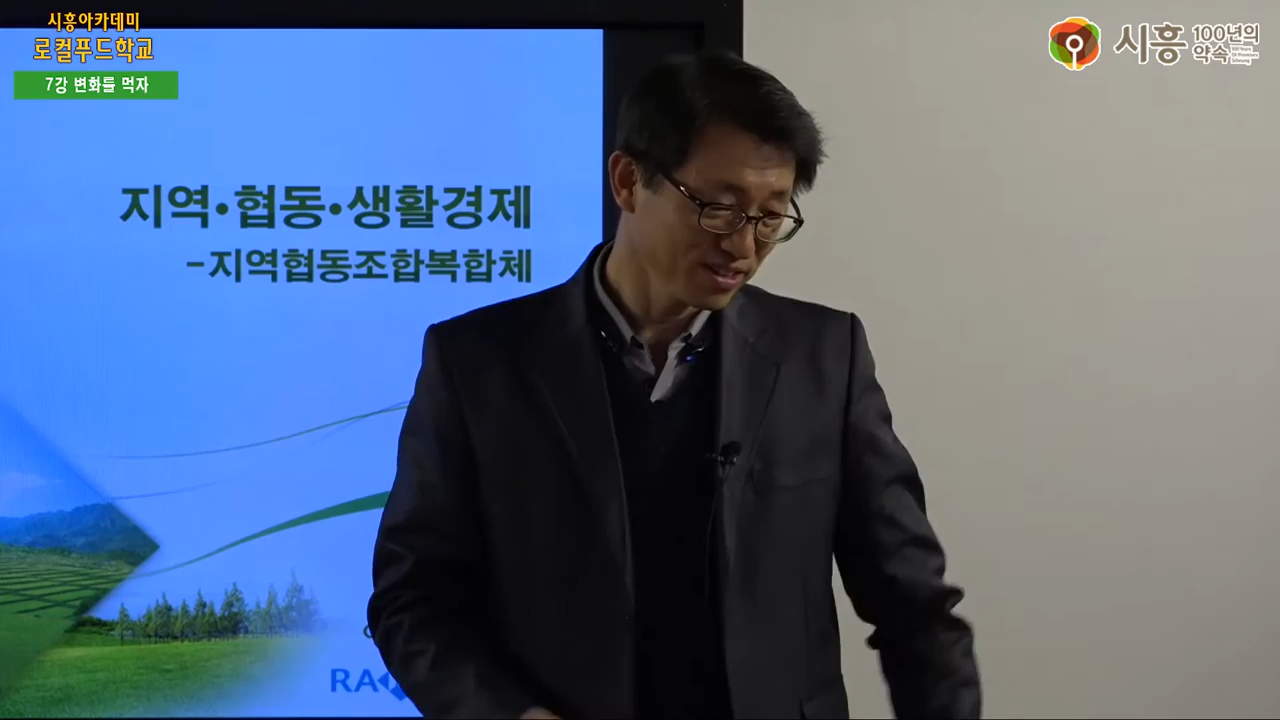 시흥아카데미
로컬푸드학교
7강 변화를 먹자
시흥 100년의 약속
지역·협동·생활경제
-지역협동조합복합체
RA